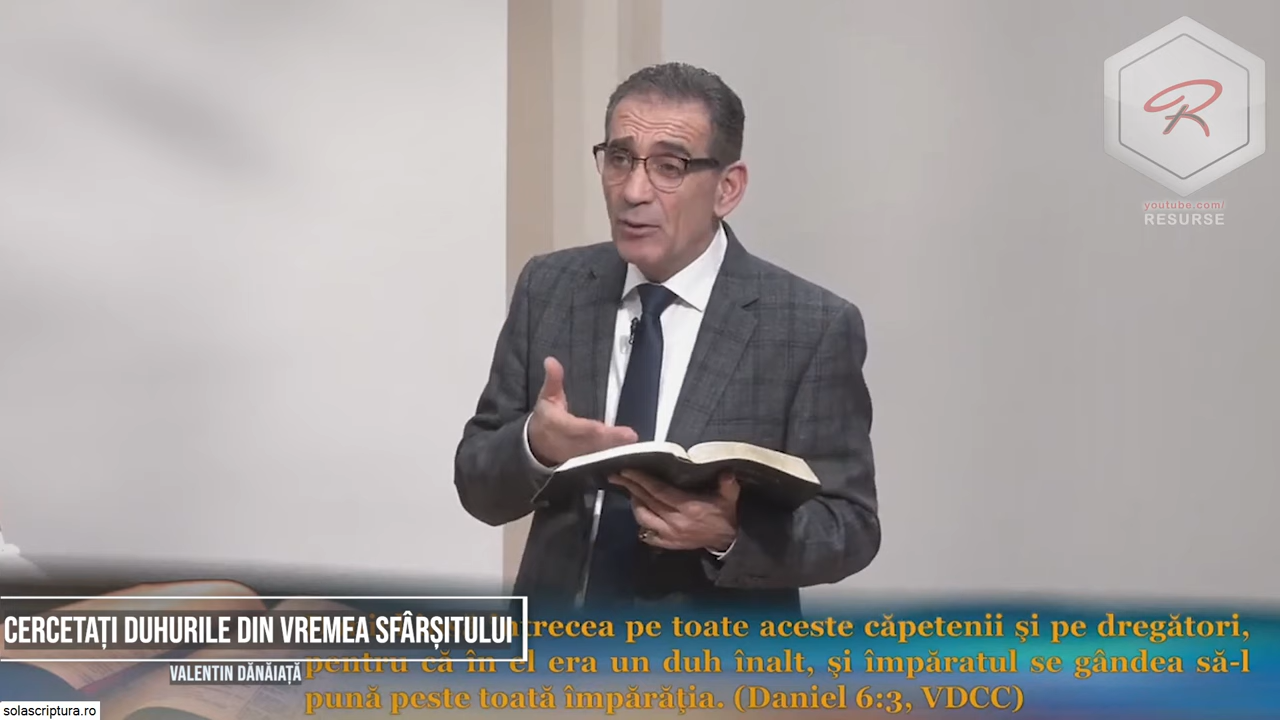 R
youtube.com/
RESURSE
CERCETAȚI DUHURILE DIN VREMEA SFÂRȘITULUI
VALENTIN DĂNĂIAȚĂ
trecea pe toate aceste căpetenii şi pe dregători,
pentru că în el era un duh înalt, şi împăratul se gândea să-l
pună peste toată împărăţia. (Daniel 6:3, VDCC)
solascriptura.ro